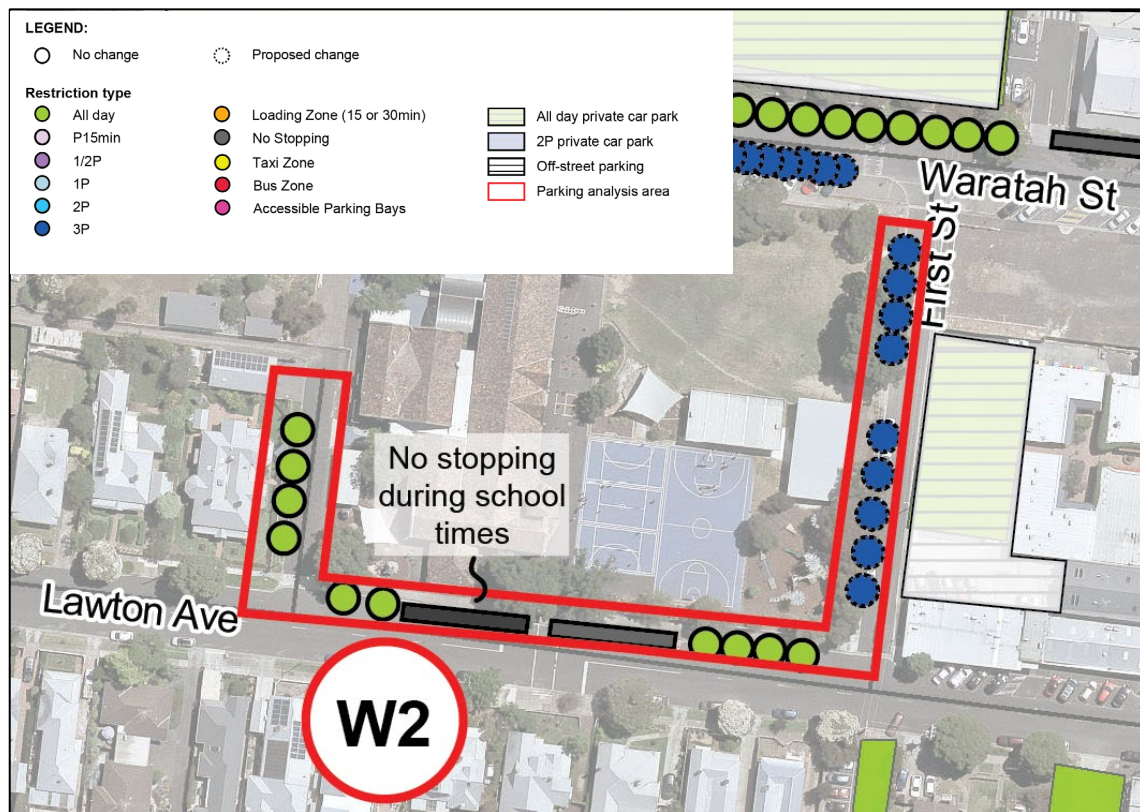 LEGEND:
No change
Proposed change
Restriction type
All day
P15min
1/2P
1P
2P
3P
Loading Zone (15 or 30min)
No Stopping
Taxi Zone
Bus Zone
Accessible Parking Bays
All day private car park
2P private car park
Off-street parking
Parking analysis area
Waratah St
First St
No stopping
during school
times
Lawton Ave
W2